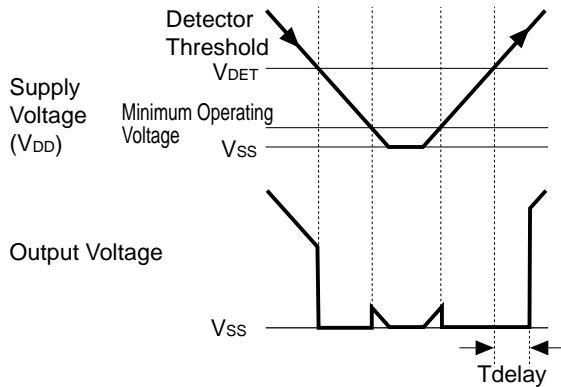 Detector
Threshold
VDET
Supply
Voltage
(VDD)
Minimum Operating
Voltage
VSS
Output Voltage
VSS
Tdelay